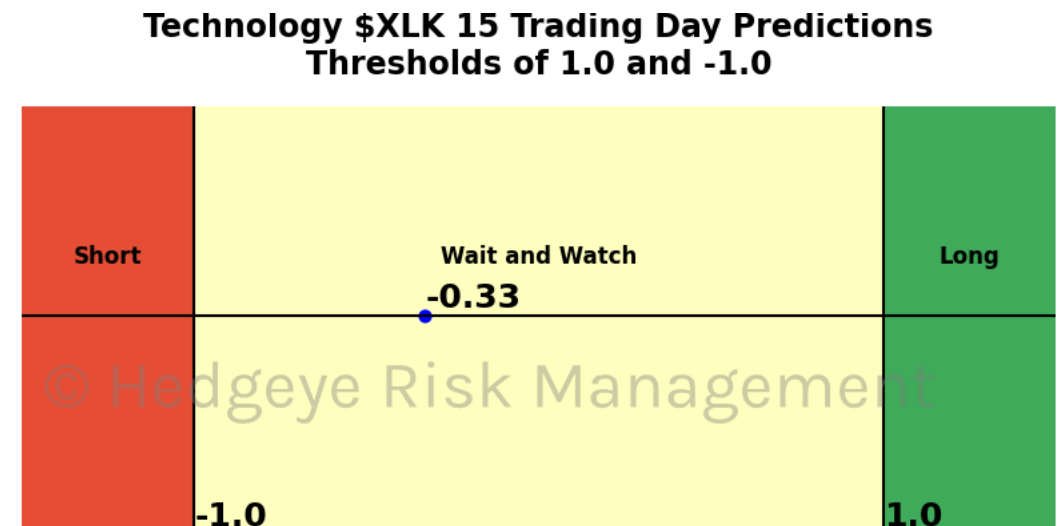 Technology $XLK 15 Trading Day Predictions
Thresholds of 1.0 and -1.0
Short
Wait and Watch
Long
-0.33
© Hedgeye Risk Management
-1.0
1.0